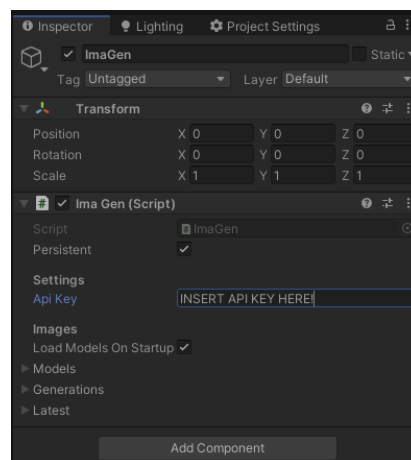 Inspector Lighting Project Settings
ImaGen Static
Tag Untagged Layer Default
Transform
Position X 0 Y 0 Z 0
Rotation X 0 Y 0 Z 0
Scale X 1 Y 1 Z 1
# Ima Gen (Script)
Script ImaGen
Persistent
Settings
Api Key INSERT API KEY HERE!
Images
Load Models On Startup
Models
Generations
Latest
Add Component